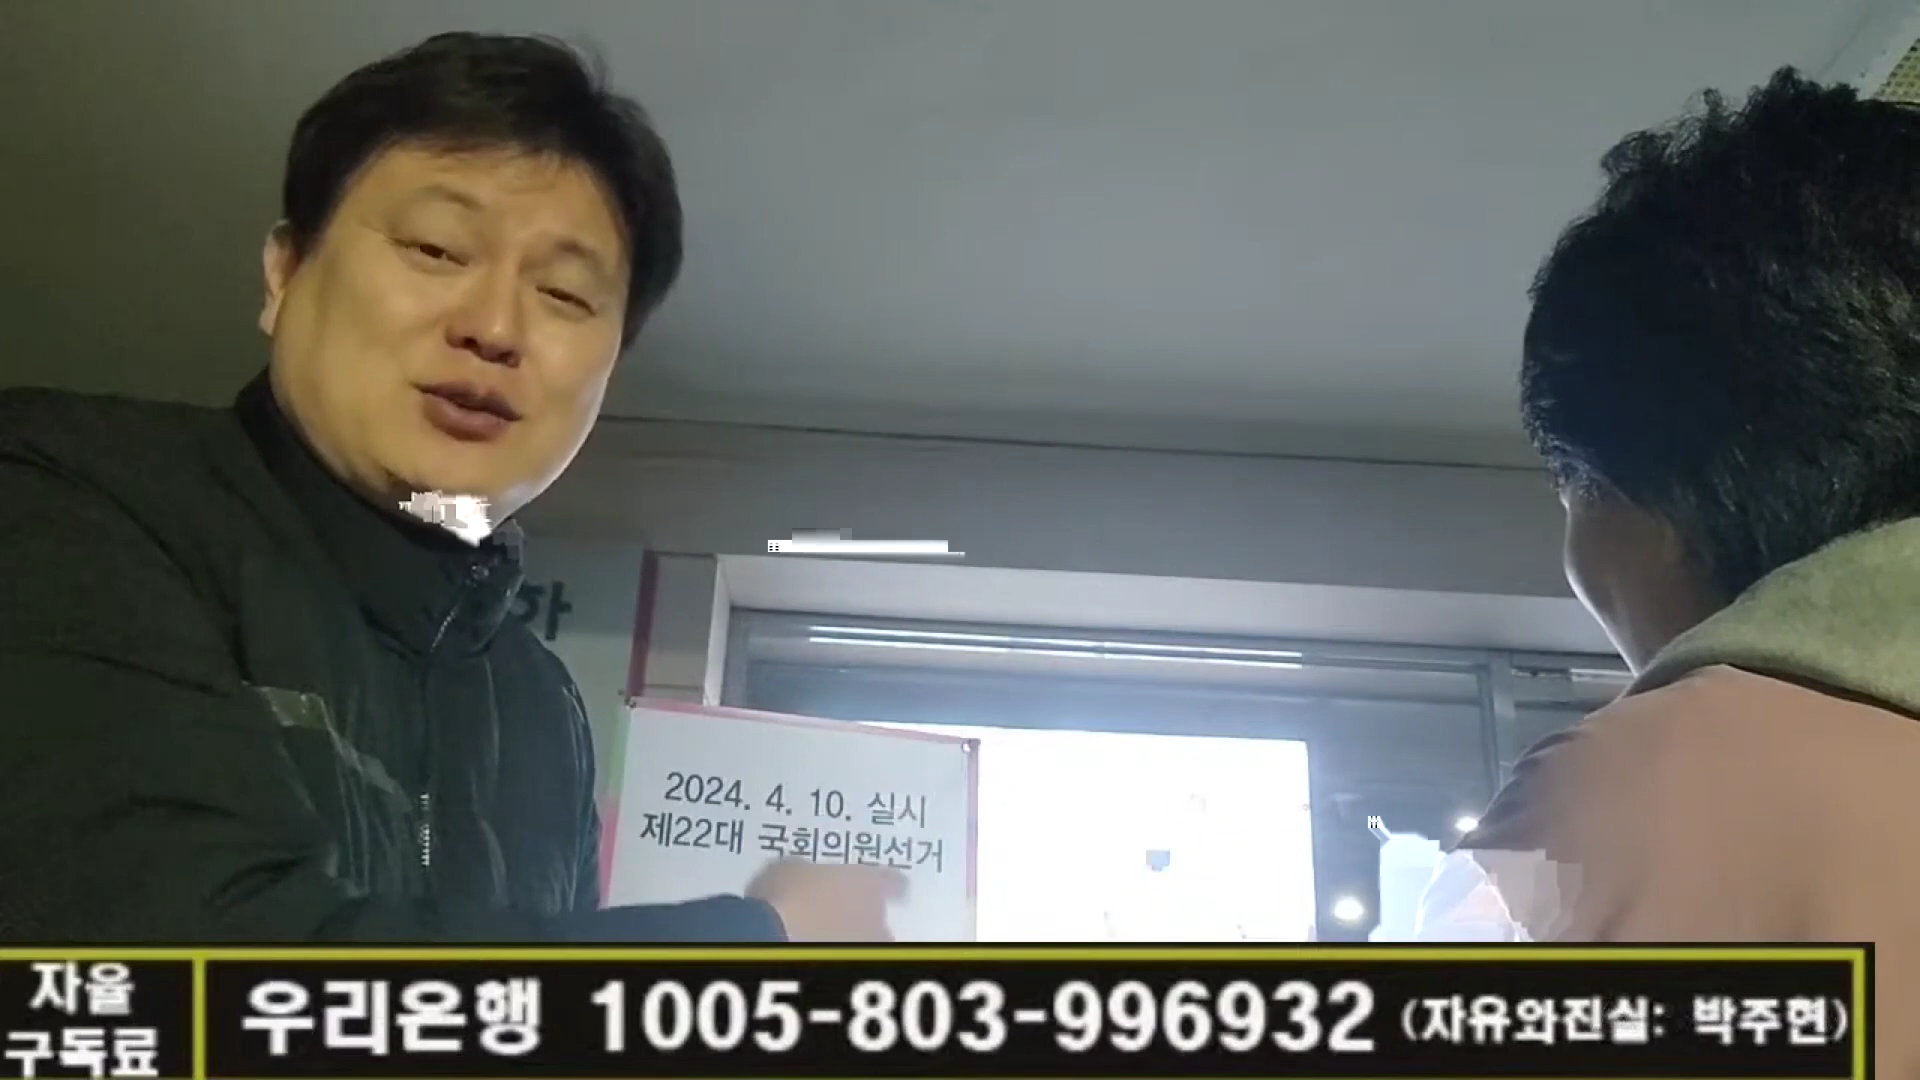 하
2024. 4. 10. 실시
제22대 국회의원선거
자율
구독료
우리은행 1005-803-996932 (자유와진실: 박주현)